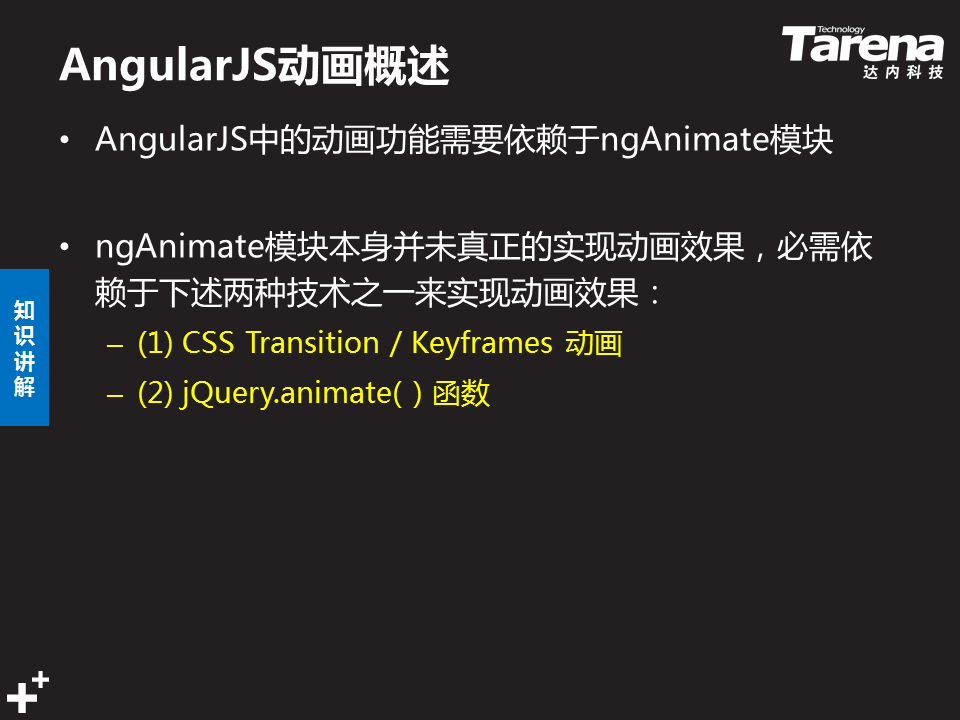 AngularJS动画概述
Technology
Tarena
达内科技
• AngularJS中的动画功能需要依赖于ngAnimate模块
• ngAnimate模块本身并未真正的实现动画效果，必需依
赖于下述两种技术之一来实现动画效果：
– (1) CSS Transition / Keyframes 动画
– (2) jQuery.animate( ) 函数
知
识
讲
解